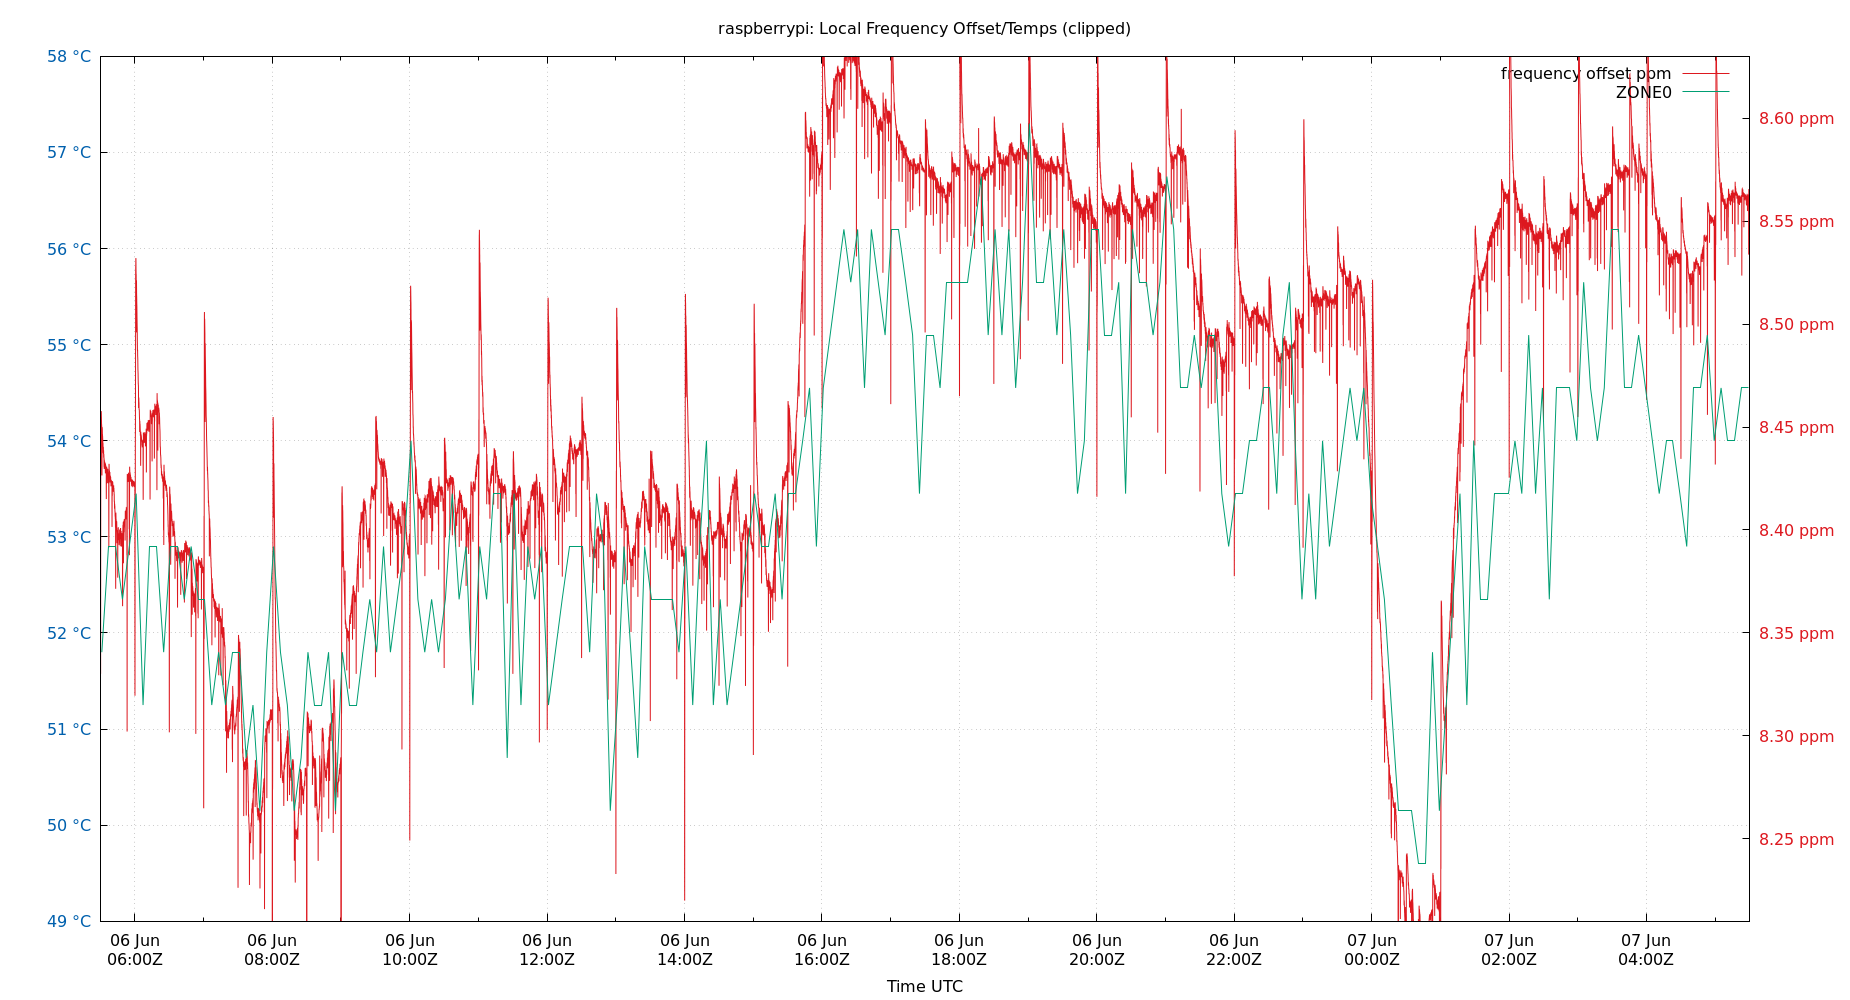 raspberrypi: Local Frequency Offset/Temps (clipped)
58 °C
57 °C
56 °C
55 °C
54 °C
53 °C
52 °C
51 °C
50 °C
49 °C
frequency offset ppm
ZONE0
8.60 ppm
8.55 ppm
8.50 ppm
8.45 ppm
8.40 ppm
8.35 ppm
8.30 ppm
8.25 ppm
06 Jun
06:00Z
06 Jun
08:00Z
06 Jun
10:00Z
06 Jun
12:00Z
06 Jun
14:00Z
06 Jun
16:00Z
06 Jun
18:00Z
06 Jun
20:00Z
06 Jun
22:00Z
07 Jun
00:00Z
07 Jun
02:00Z
07 Jun
04:00Z
Time UTC